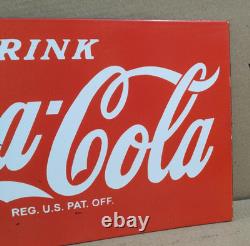 RINK
a-Cola
REG. U.S. PAT. OFF.